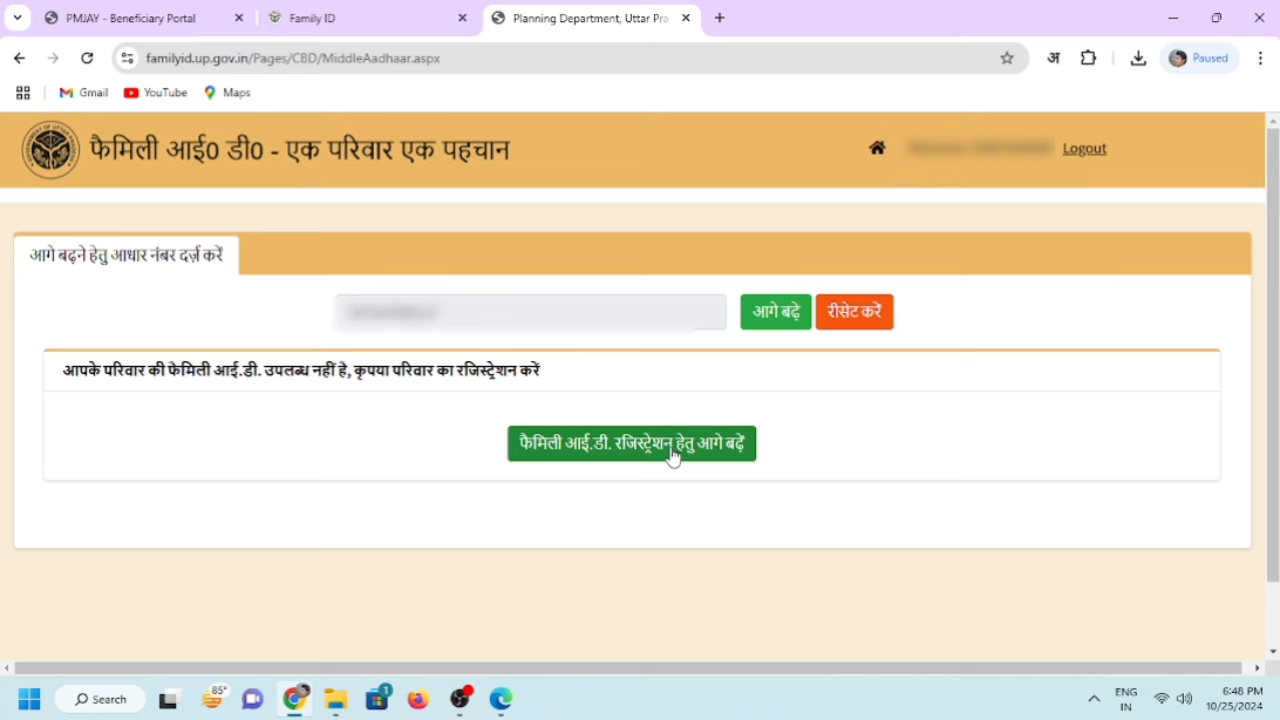 PMJAY - Beneficiary Portal
Family ID
Planning Department, Uttar Pra
familyid.up.gov.in/Pages/CBD/MiddleAadhaar.aspx
अ
Paused
Gmail
YouTube
Maps
फैमिली आई0 डी0 - एक परिवार एक पहचान
Logout
आगे बढ़ने हेतु आधार नंबर दर्ज़ करें
आगे बढ़े
रीसेट करें
आपके परिवार की फैमिली आई.डी. उपलब्ध नहीं है, कृपया परिवार का रजिस्ट्रेशन करें
फैमिली आई.डी. रजिस्ट्रेशन हेतु आगे बढ़ें
Search
85°
1
ENG
IN
6:48 PM
10/25/2024